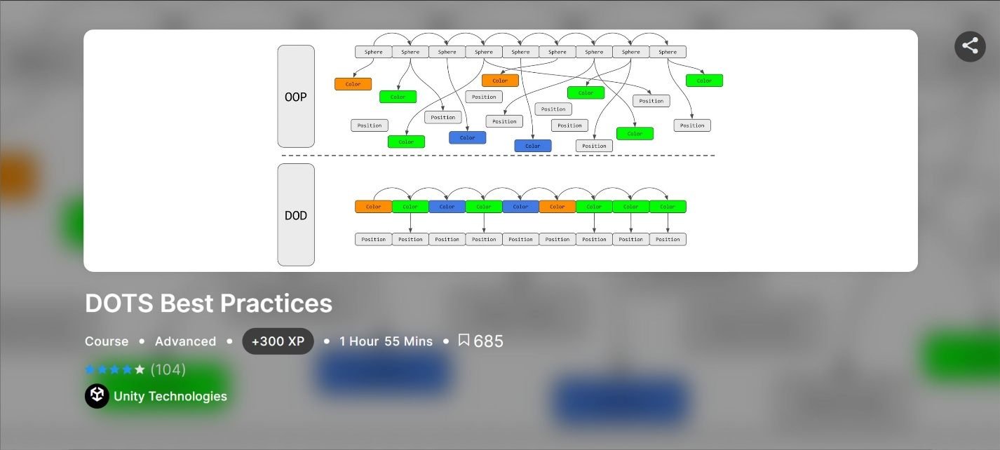 Sphere Sphere Sphere Sphere Sphere Sphere Sphere Sphere Sphere
OOP
Color
Color
Color
Color
Color
Position
Position
Position
Position
Position
Position
Position
Position
Color
Color
Color
Color
Position
Position
DOD
Color Color Color Color Color Color Color Color Color
Position Position Position Position Position Position Position Position Position
DOTS Best Practices
Course • Advanced • +300 XP • 1 Hour 55 Mins • 685
(104)
Unity Technologies